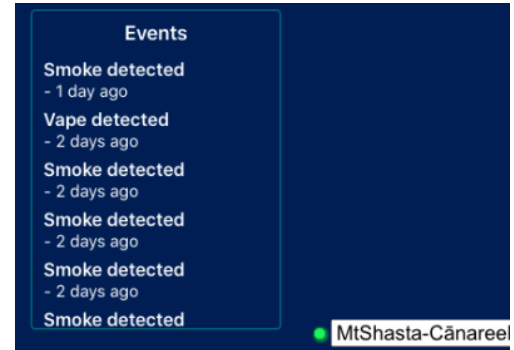 Events
Smoke detected
- 1 day ago
Vape detected
- 2 days ago
Smoke detected
- 2 days ago
Smoke detected
- 2 days ago
Smoke detected
- 2 days ago
Smoke detected
MtShasta-Cānareel